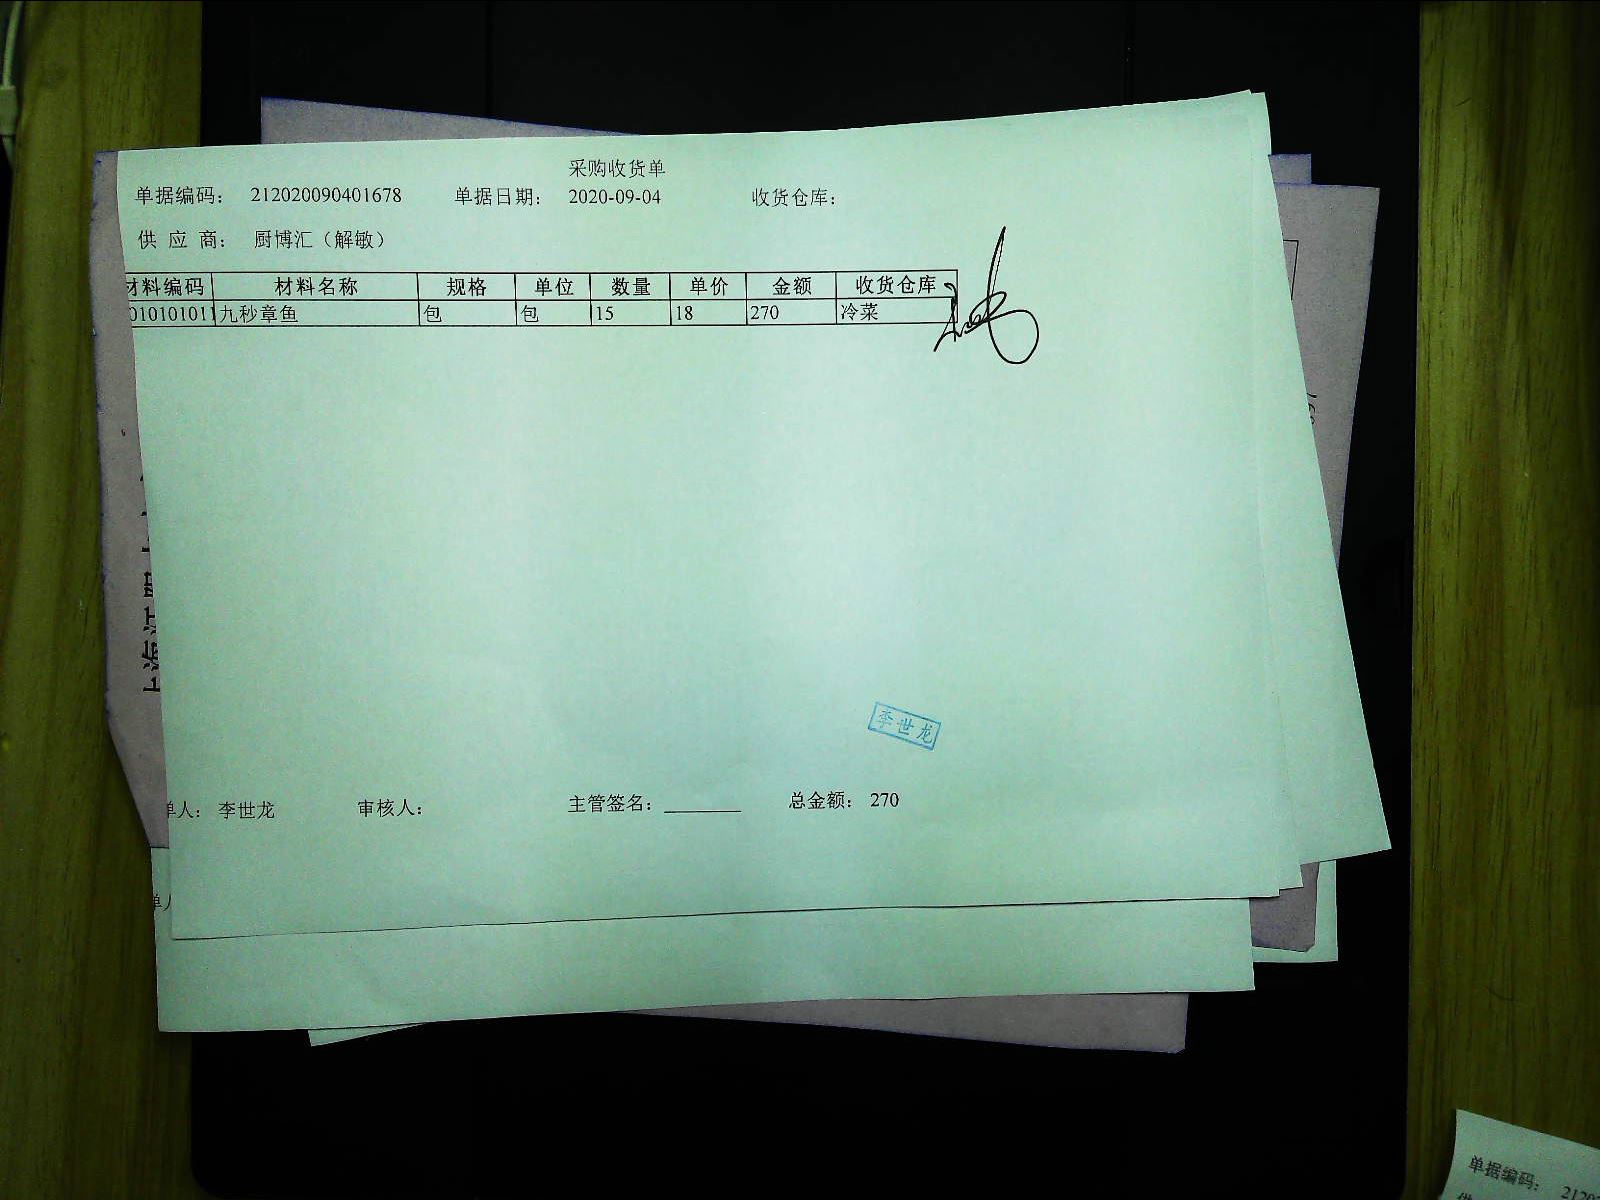 采购收货单
单据编码： 212020090401678 单据日期： 2020-09-04 收货仓库：
供 应 商： 厨博汇（解敏）
材料编码 材料名称 规格 单位 数量 单价 金额 收货仓库
010101011 九秒章鱼 包 包 15 18 270 冷菜
李世龙
单人： 李世龙 审核人： 主管签名： 总金额： 270
单人
单据编码： 2120